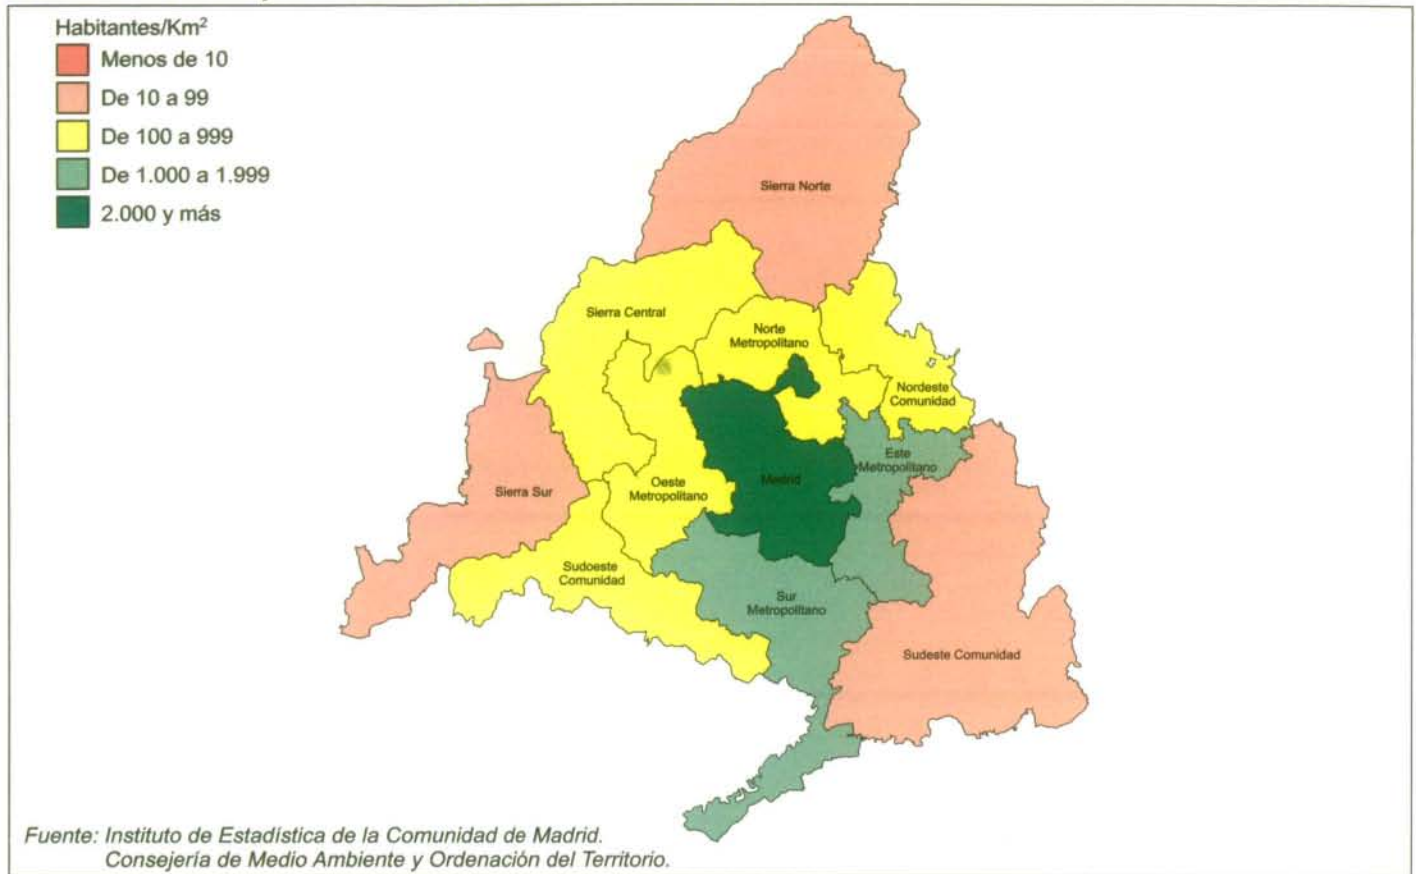 Habitantes/Km²
Menos de 10
De 10 a 99
De 100 a 999
De 1.000 a 1.999
2.000 y más
Sierra Norte
Sierra Central
Norte
Metropolitano
Nordeste
Comunidad
Este
Metropolitano
Madrid
Oeste
Metropolitano
Sierra Sur
Sudoeste
Comunidad
Sur
Metropolitano
Sudeste Comunidad
Fuente: Instituto de Estadística de la Comunidad de Madrid.
Consejería de Medio Ambiente y Ordenación del Territorio.